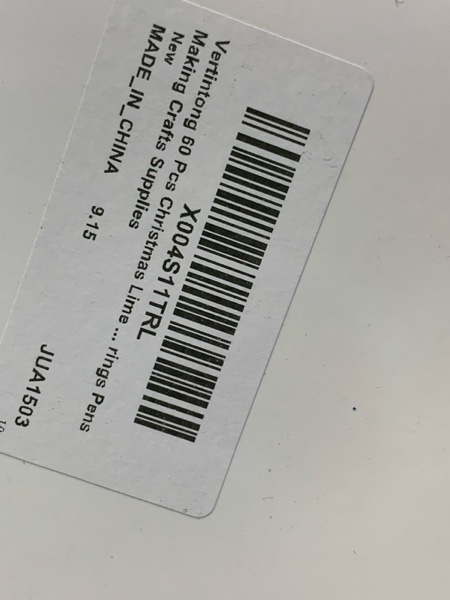 X004S11TRL
Vertintong 60 Pcs Christmas Lime... rings Pens
Making Crafts Supplies
New
MADE_IN_CHINA 9.15
JUA1503